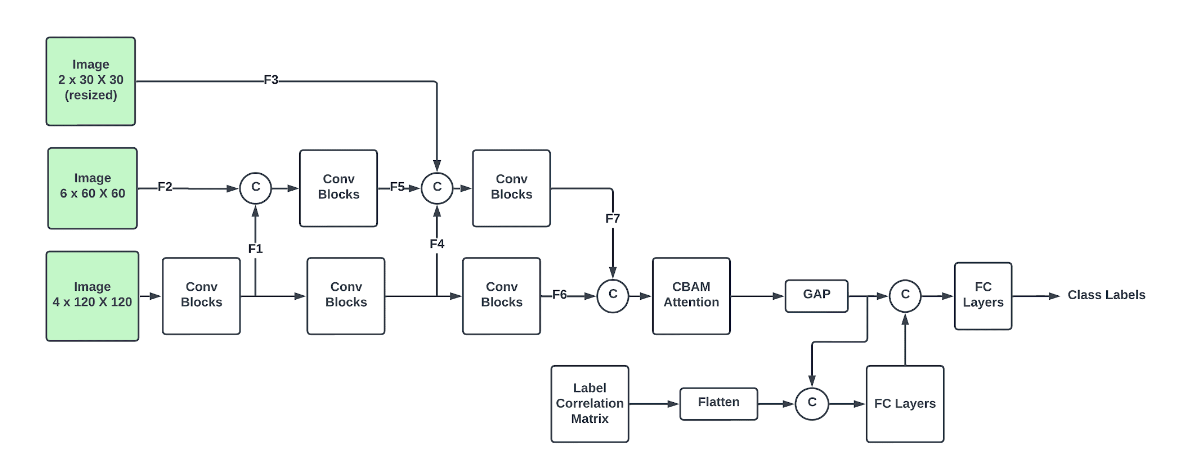 Image
2 x 30 X 30
(resized)
F3
Image
6 x 60 X 60
F2
C
Conv
Blocks
F5
C
Conv
Blocks
F7
F1
F4
Image
4 x 120 X 120
Conv
Blocks
Conv
Blocks
Conv
Blocks
F6
C
CBAM
Attention
GAP
C
FC
Layers
Class Labels
Label
Correlation
Matrix
Flatten
C
FC Layers